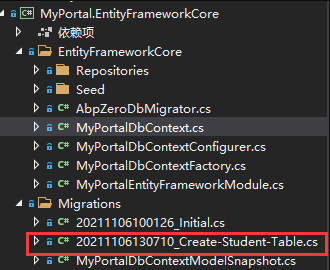 MyPortal.EntityFrameworkCore
依赖项
EntityFrameworkCore
Repositories
Seed
AbpZeroDbMigrator.cs
MyPortalDbContext.cs
MyPortalDbContextConfigurer.cs
MyPortalDbContextFactory.cs
MyPortalEntityFrameworkModule.cs
Migrations
20211106100126_Initial.cs
20211106130710_Create-Student-Table.cs
MyPortalDbContextModelSnapshot.cs